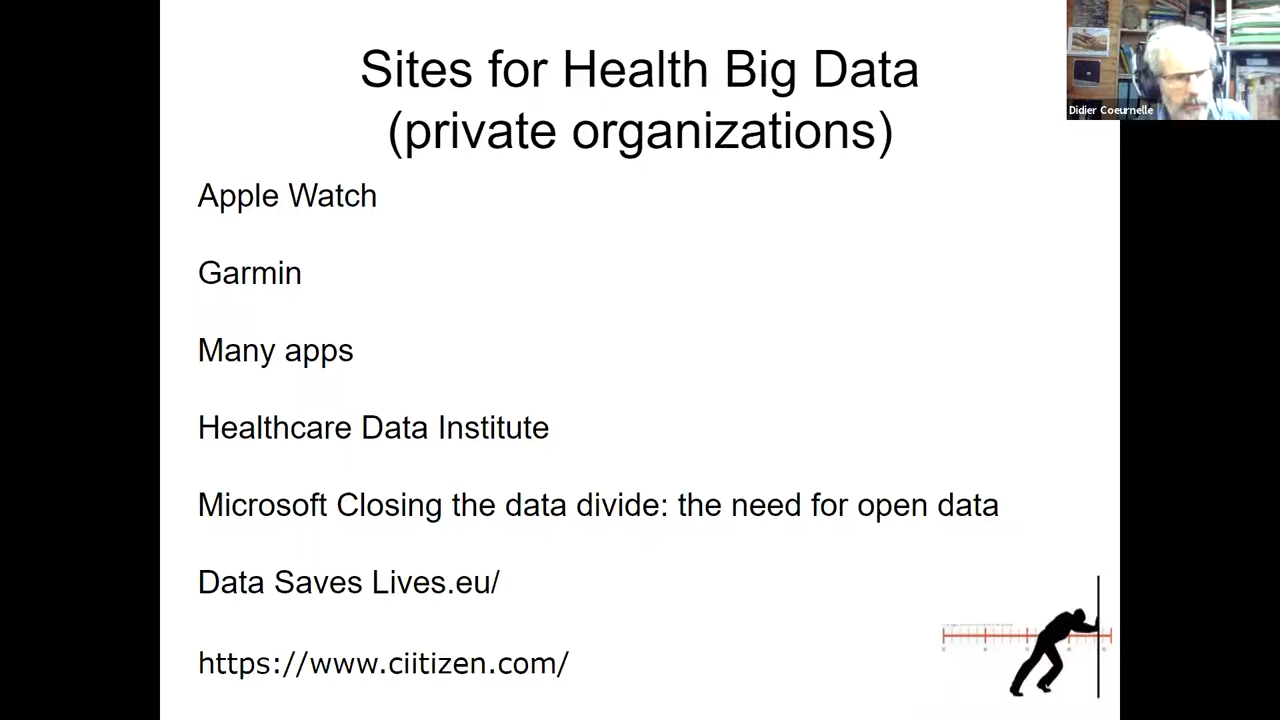 Sites for Health Big Data
(private organizations)
Didier Coeurnelle
Apple Watch
Garmin
Many apps
Healthcare Data Institute
Microsoft Closing the data divide: the need for open data
Data Saves Lives.eu/
https://www.ciitizen.com/